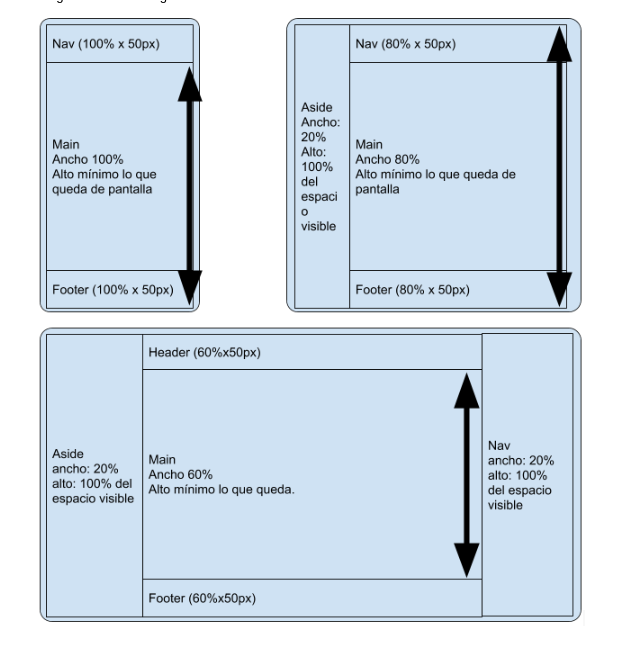 Nav (100% x 50px)
Main
Ancho 100%
Alto mínimo lo que
queda de pantalla
Footer (100% x 50px)
Aside
Ancho:
20%
Alto:
100%
del
espaci
o
visible
Nav (80% x 50px)
Main
Ancho 80%
Alto mínimo lo que queda de
pantalla
Footer (80% x 50px)
Aside
ancho: 20%
alto: 100% del
espacio visible
Header (60%x50px)
Main
Ancho 60%
Alto mínimo lo que queda.
Footer (60%x50px)
Nav
ancho: 20%
alto: 100%
del espacio
visible